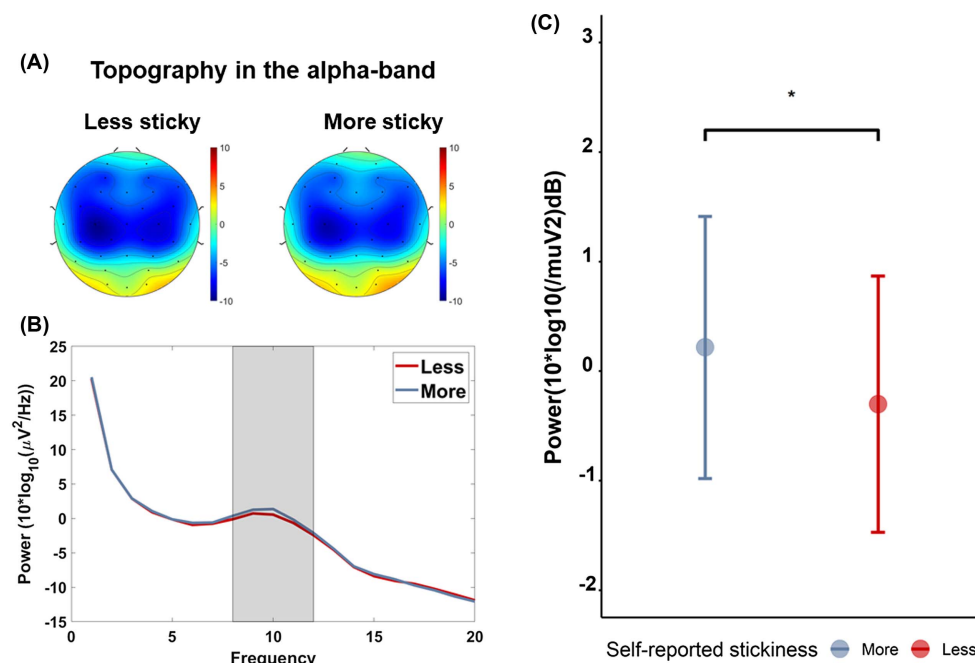 (A)
Topography in the alpha-band
Less sticky
More sticky
10
5
0
-5
-10
10
5
0
-5
-10
(B)
Power (10*log10(μV2/Hz))
25
20
15
10
5
0
-5
-10
-15
0
5
10
15
20
Frequency
Less
More
(C)
Power(10*log10(/muV2)dB
3
2
1
0
-1
-2
*
Self-reported stickiness
More
Less